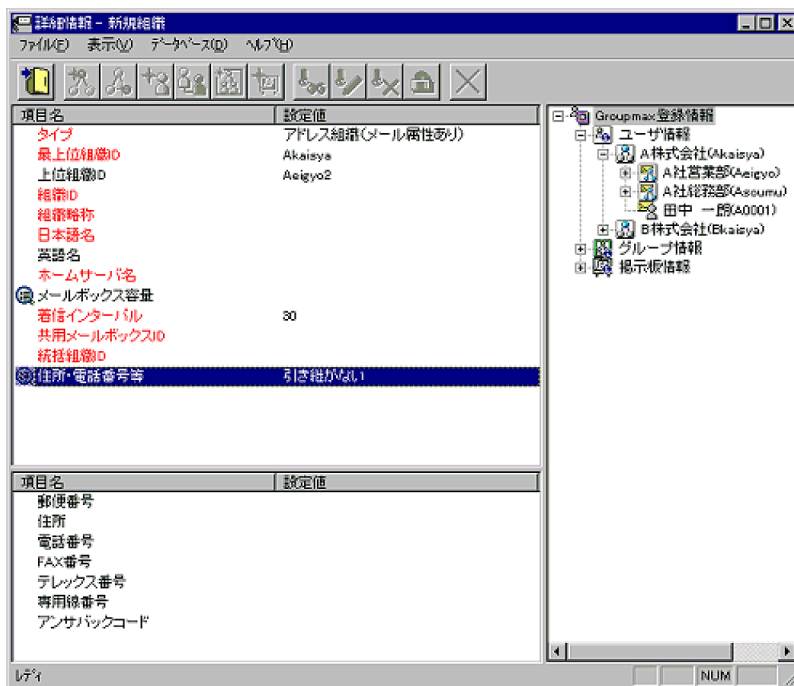 詳細情報 - 新規組織
ファイル(F) 表示(V) データベース(D) ヘルプ(H)
項目名 設定値
タイプ アドレス組織(メール属性あり)
最上位組織ID Akaisya
上位組織ID Aeigyo2
組織ID
組織略称
日本語名
英語名
ホームサーバ名
メールボックス容量
着信インターバル 30
共用メールボックスID
統括組織ID
住所・電話番号等 引き継がない
項目名 設定値
郵便番号
住所
電話番号
FAX番号
テレックス番号
専用線番号
アンサバックコード
Groupmax登録情報
ユーザ情報
A株式会社(Akaisya)
A社営業部(Aeigyo)
A社総務部(Asoumu)
田中 一郎(A0001)
B株式会社(Bkaisya)
グループ情報
掲示板情報
レディ NUM